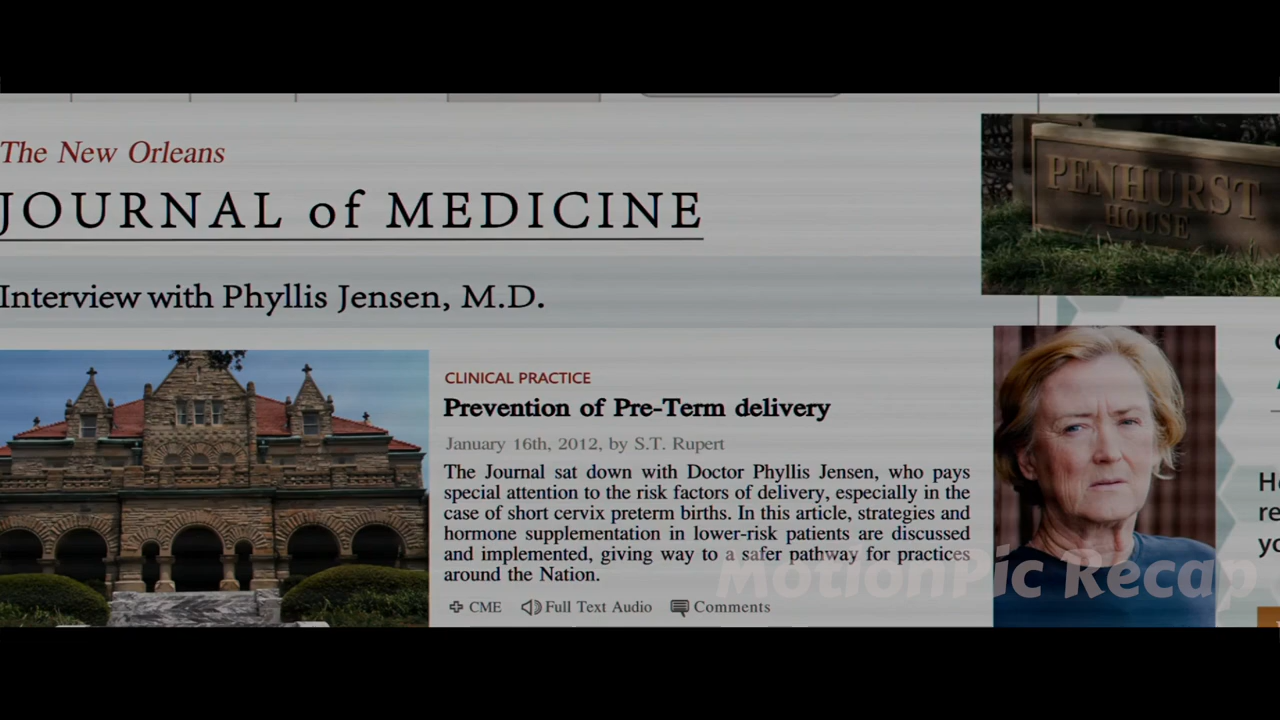 The New Orleans
JOURNAL of MEDICINE
Interview with Phyllis Jensen, M.D.
PENHURST
HOUSE
CLINICAL PRACTICE
Prevention of Pre-Term delivery
January 16th, 2012, by S.T. Rupert
The Journal sat down with Doctor Phyllis Jensen, who pays
special attention to the risk factors of delivery, especially in the
case of short cervix preterm births. In this article, strategies and
hormone supplementation in lower-risk patients are discussed
and implemented, giving way to a safer pathway for practices
around the Nation.
CME Full Text Audio Comments
MotionPic Recap